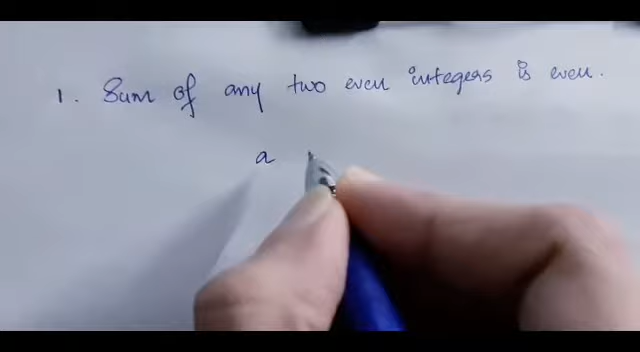 1. Sum of any two even integers is even.
a